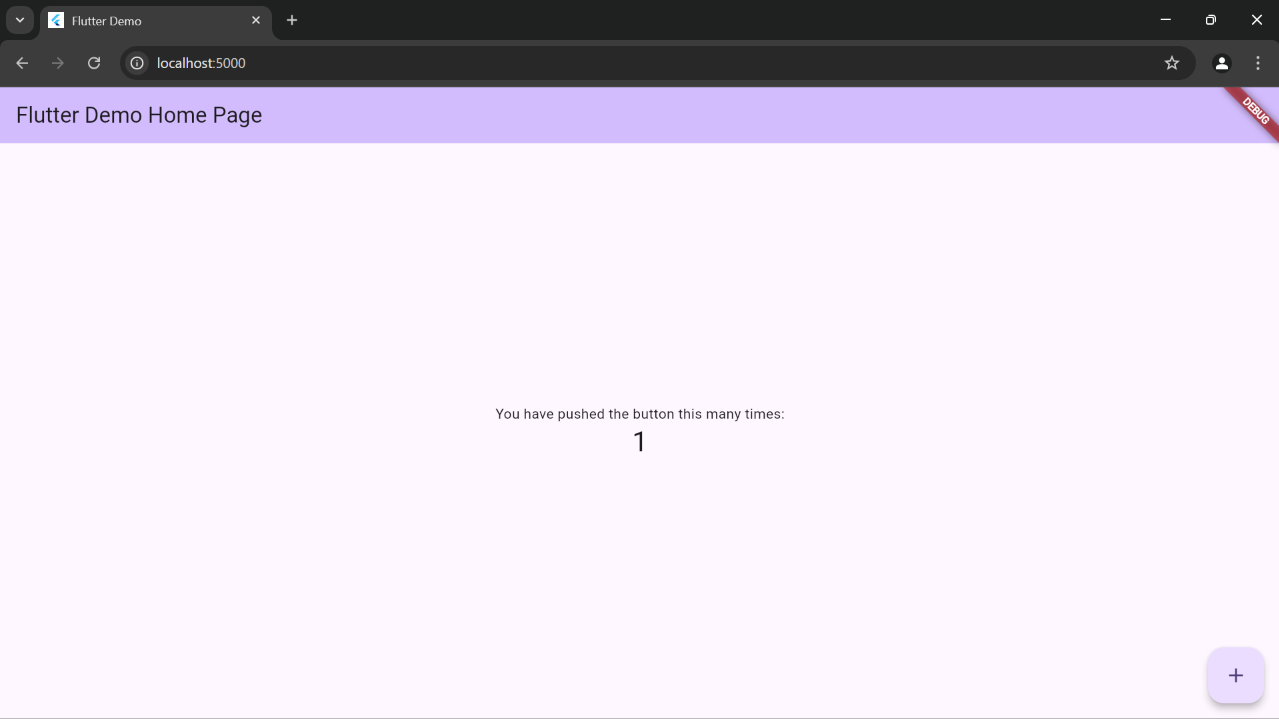 Flutter Demo
localhost:5000
Flutter Demo Home Page
DEBUG
You have pushed the button this many times:
1